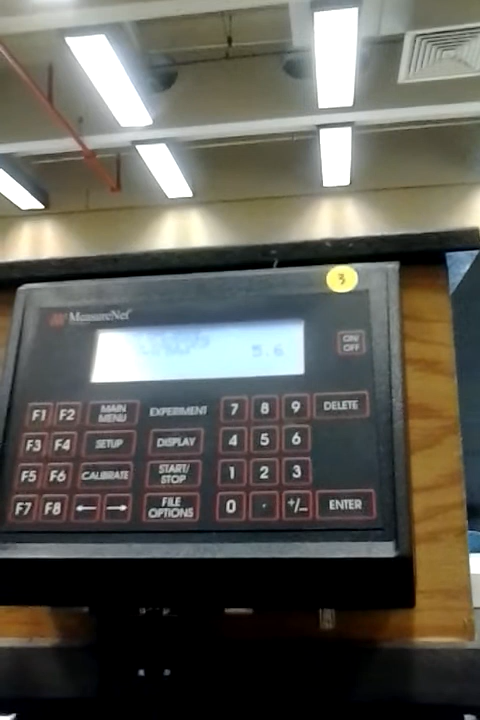 3
MeasureNet
5.6
ON/
OFF
F1 F2 MAIN MENU EXPERIMENT 7 8 9 DELETE
F3 F4 SETUP DISPLAY 4 5 6
F5 F6 CALIBRATE START/STOP 1 2 3
F7 F8 ← → FILE OPTIONS 0 . +/- ENTER